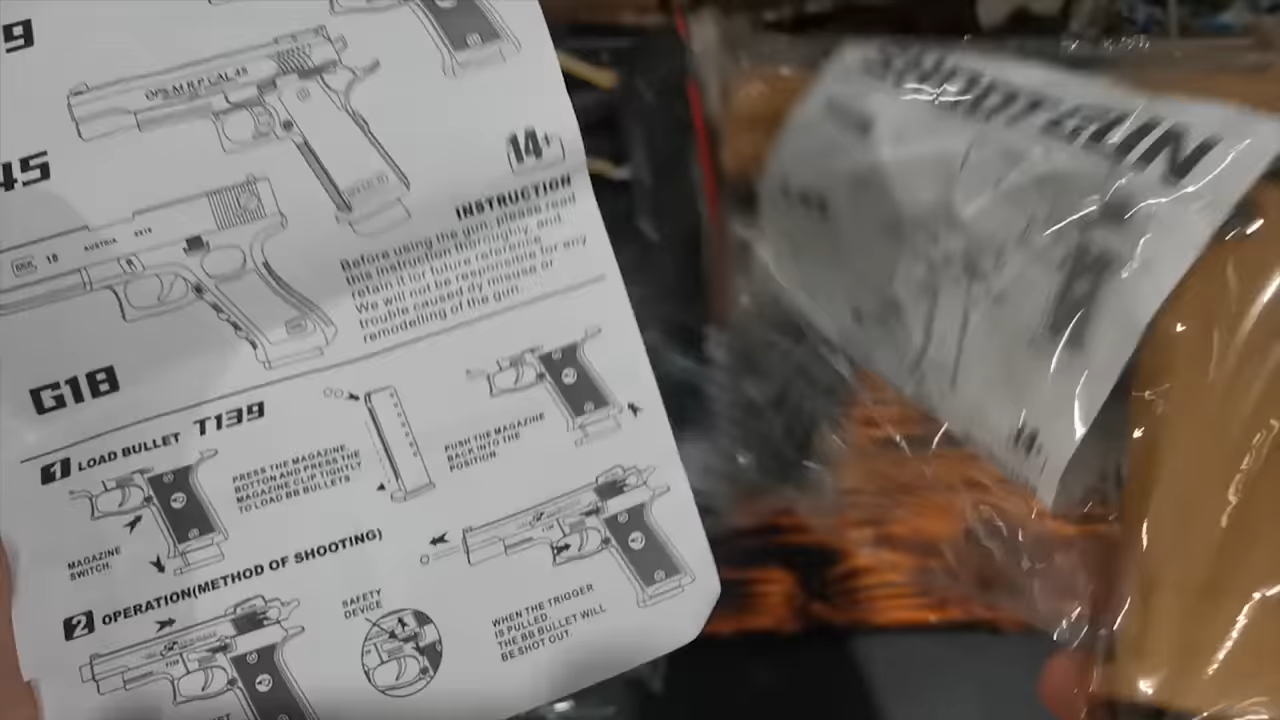 9
SHOTGUN
14+
45
INSTRUCTION
Before using the gun, please read
this instruction thoroughly, and
retain it for future reference.
We will not be responsible for any
trouble caused dy misuse or
remodelling of the gun.
18 AUSTRIA
G18
1 LOAD BULLET T139
PRESS THE MAGAZINE.
BOTTON AND PRESS THE
MAGAZINE CLIP TIGHTLY
TO LOAD BB BULLETS
PUSH THE MAGAZINE
BACK INTO THE
POSITION.
MAGAZINE
SWITCH.
2 OPERATION(METHOD OF SHOOTING)
SAFETY
DEVICE
WHEN THE TRIGGER
IS PULLED.
THE BB BULLET WILL
BE SHOT OUT.